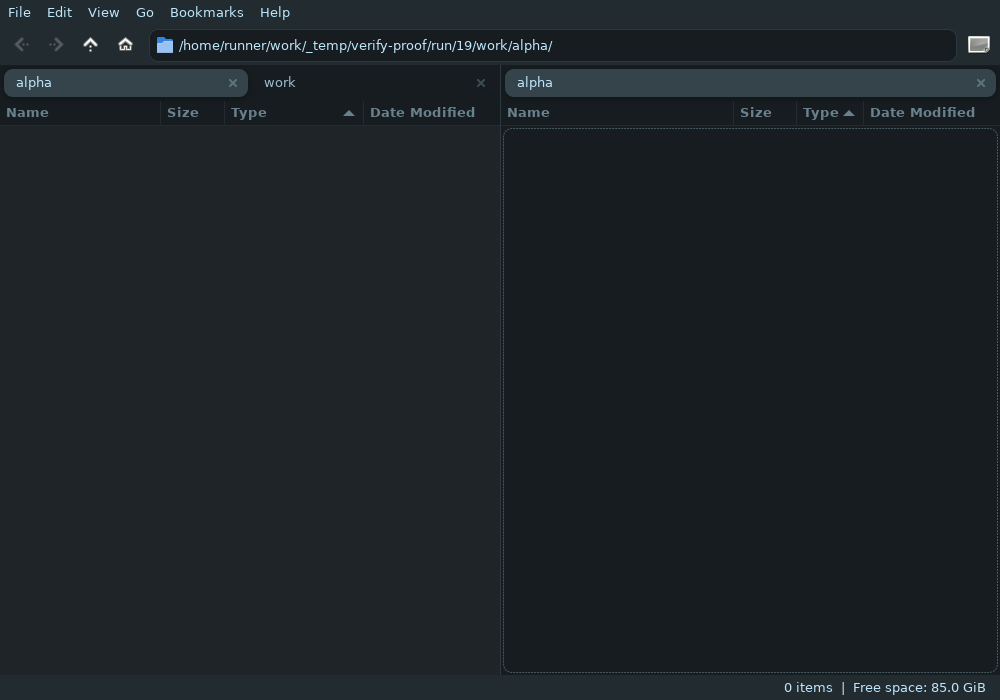 File Edit View Go Bookmarks Help
/home/runner/work/_temp/verify-proof/run/19/work/alpha/
alpha work alpha
Name Size Type Date Modified Name Size Type Date Modified
0 items | Free space: 85.0 GiB